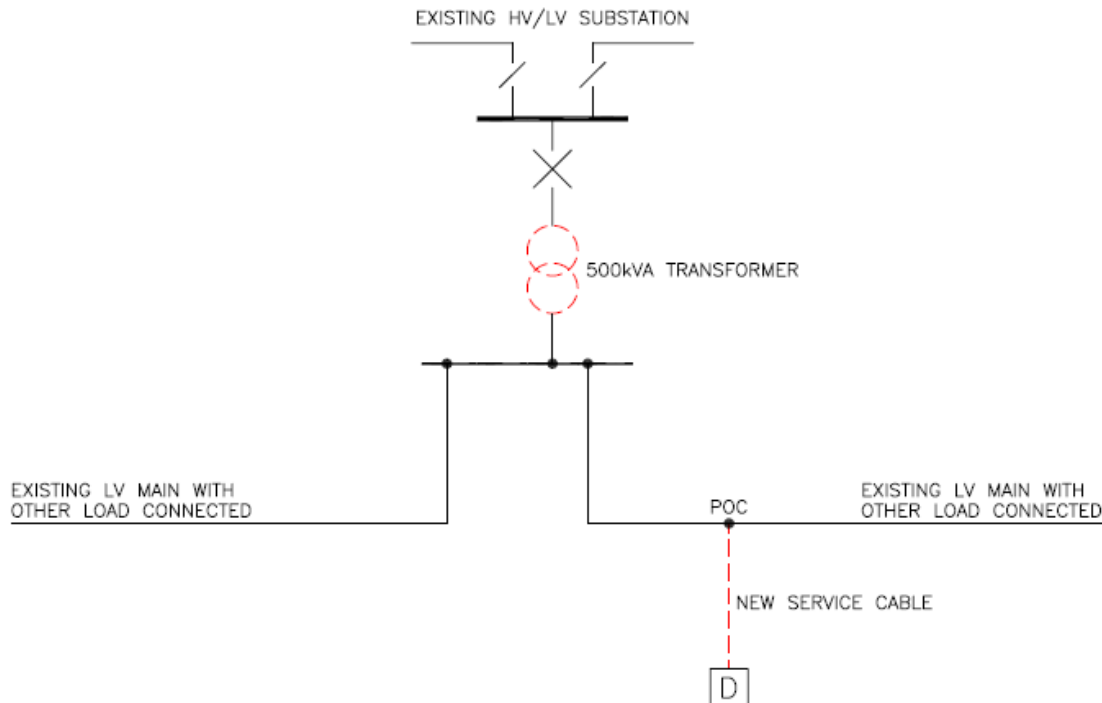 EXISTING HV/LV SUBSTATION
500kVA TRANSFORMER
EXISTING LV MAIN WITH
OTHER LOAD CONNECTED
POC
EXISTING LV MAIN WITH
OTHER LOAD CONNECTED
NEW SERVICE CABLE
D